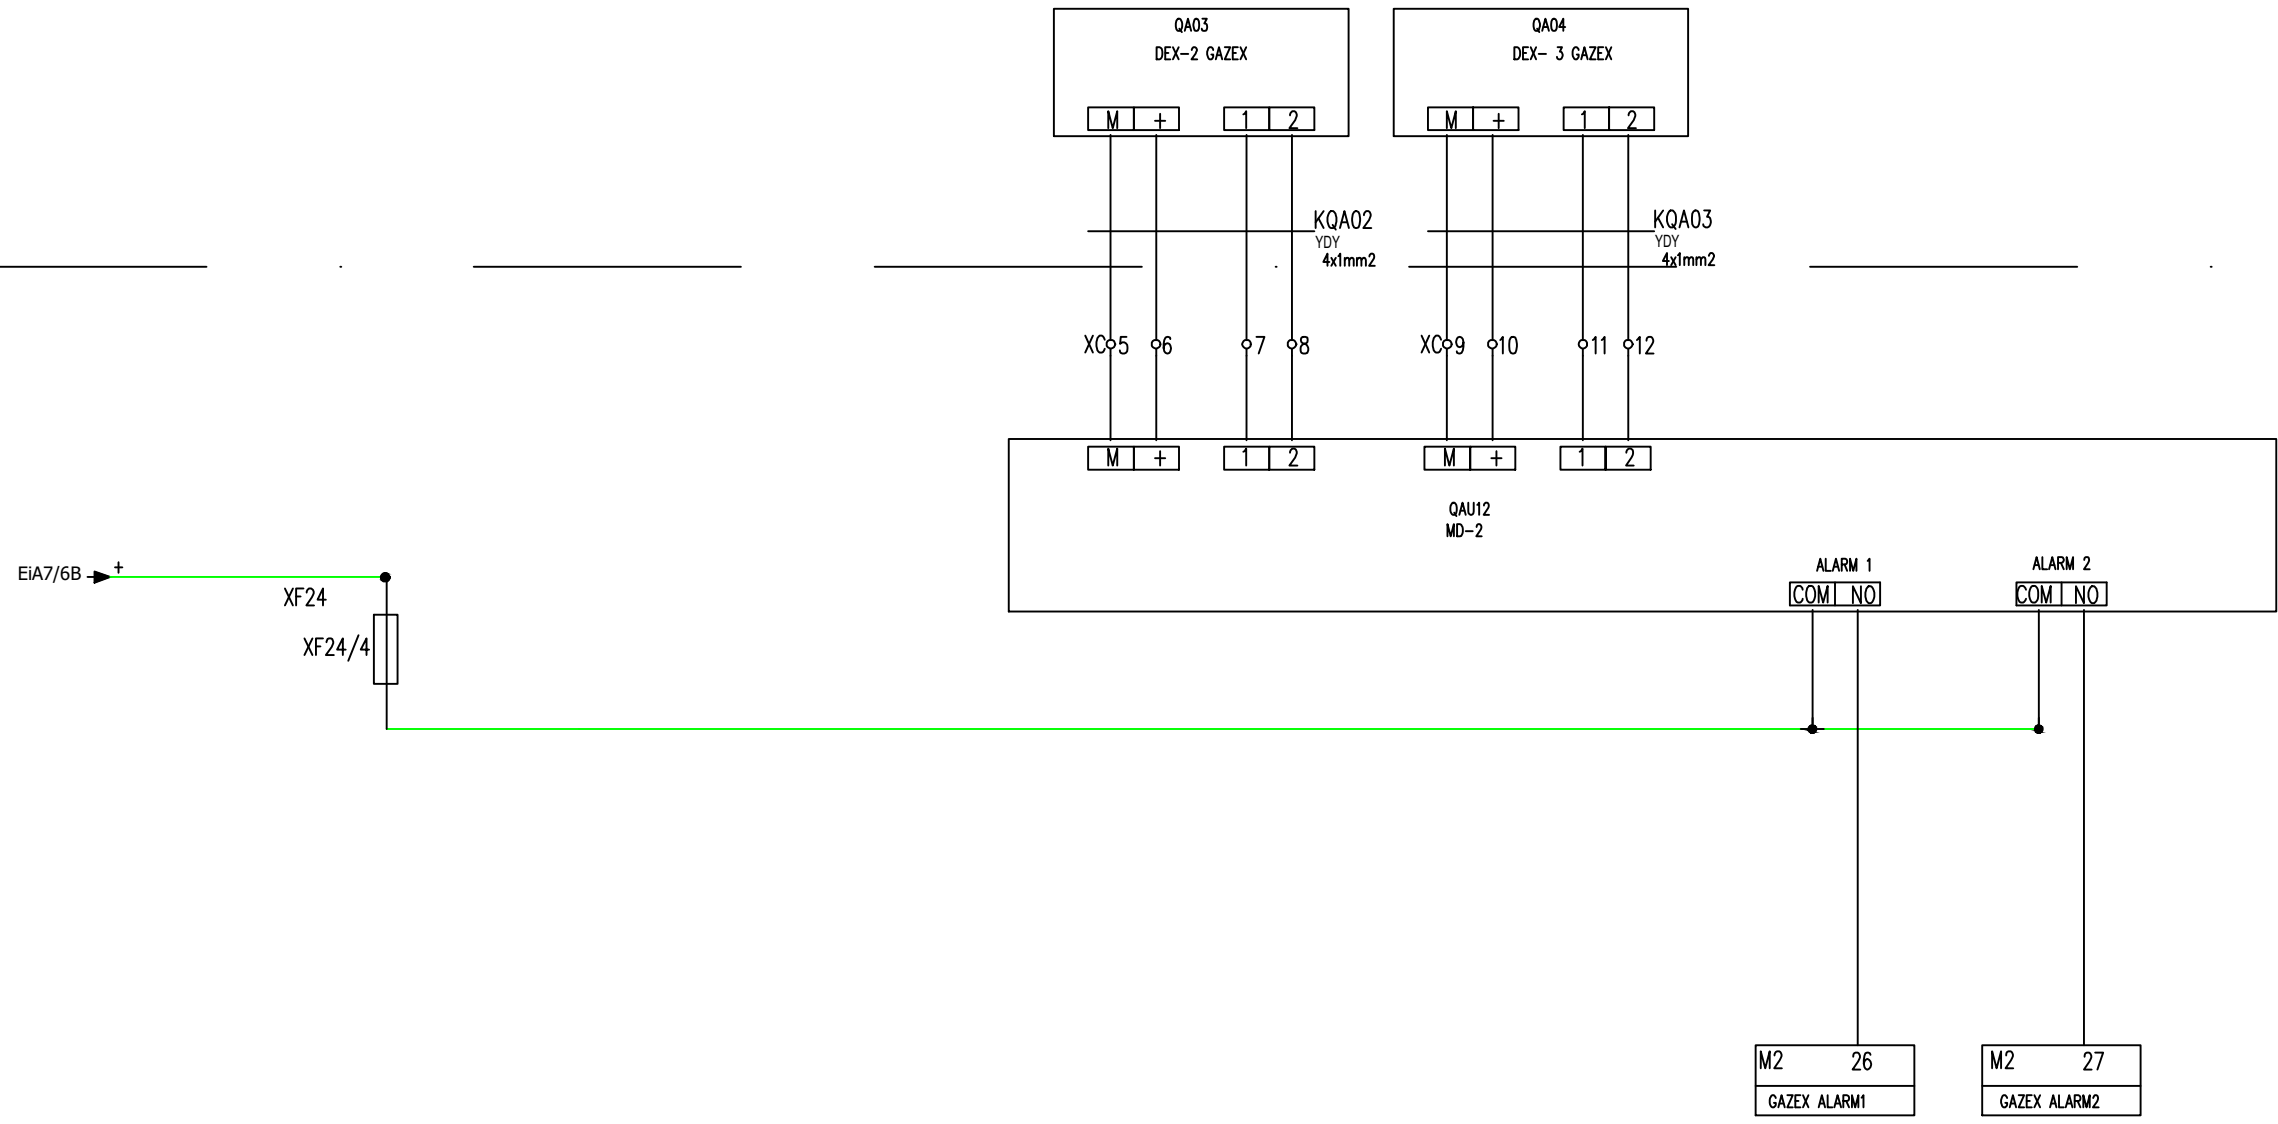 QA03
DEX-2 GAZEX
M + 1 2
QA04
DEX- 3 GAZEX
M + 1 2
KQA02
YDY
4x1mm2
KQA03
YDY
4x1mm2
XC 5 6 7 8
XC 9 10 11 12
M + 1 2
M + 1 2
QAU12
MD-2
EiA7/6B +
XF24
XF24/4
ALARM 1
COM NO
ALARM 2
COM NO
M2 26
GAZEX ALARM1
M2 27
GAZEX ALARM2